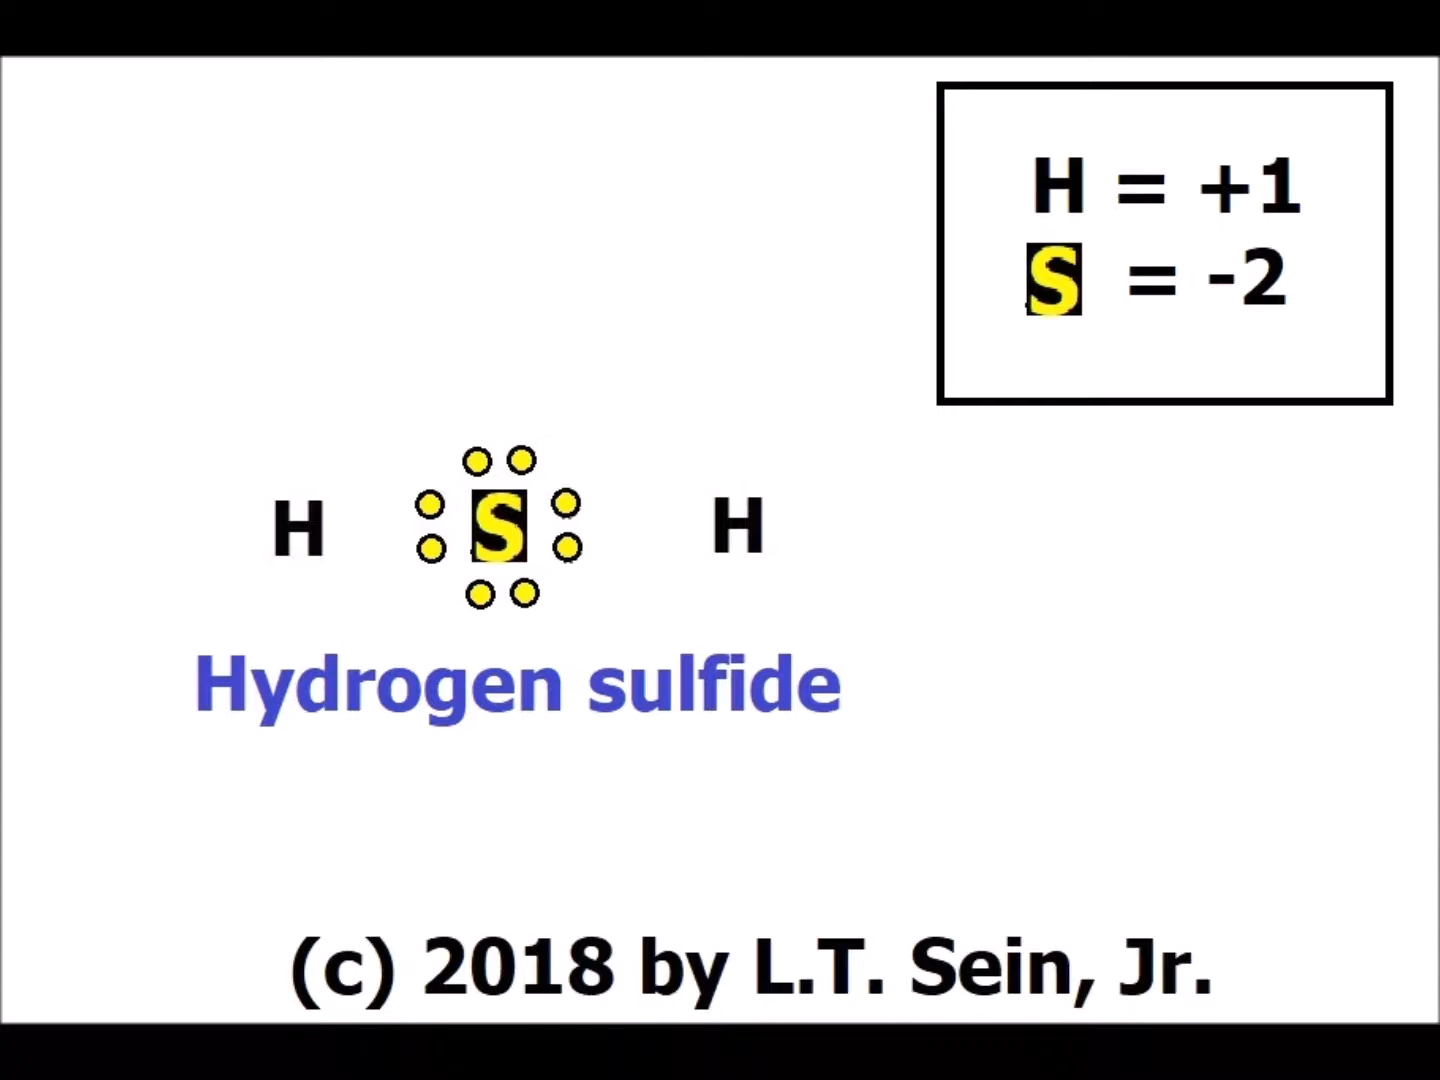 H = +1
S = -2
H S H
Hydrogen sulfide
(c) 2018 by L.T. Sein, Jr.